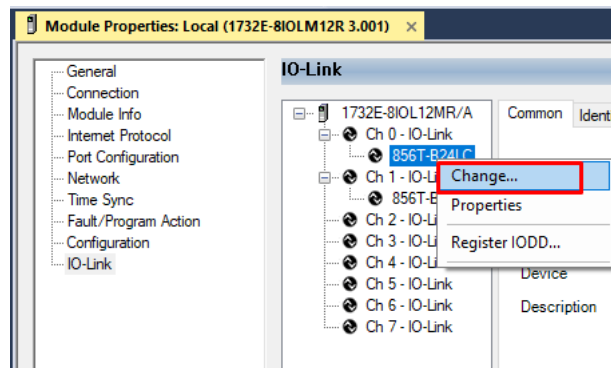 Module Properties: Local (1732E-8IOLM12R 3.001) ×
General
Connection
Module Info
Internet Protocol
Port Configuration
Network
Time Sync
Fault/Program Action
Configuration
IO-Link
IO-Link
1732E-8IOL12MR/A
Ch 0 - IO-Link
856T-B24LC
Ch 1 - IO-Li
856T-B
Ch 2 - IO-Li
Ch 3 - IO-Li
Ch 4 - IO-Li
Ch 5 - IO-Link
Ch 6 - IO-Link
Ch 7 - IO-Link
Common Identi
Change...
Properties
Register IODD...
Device
Description